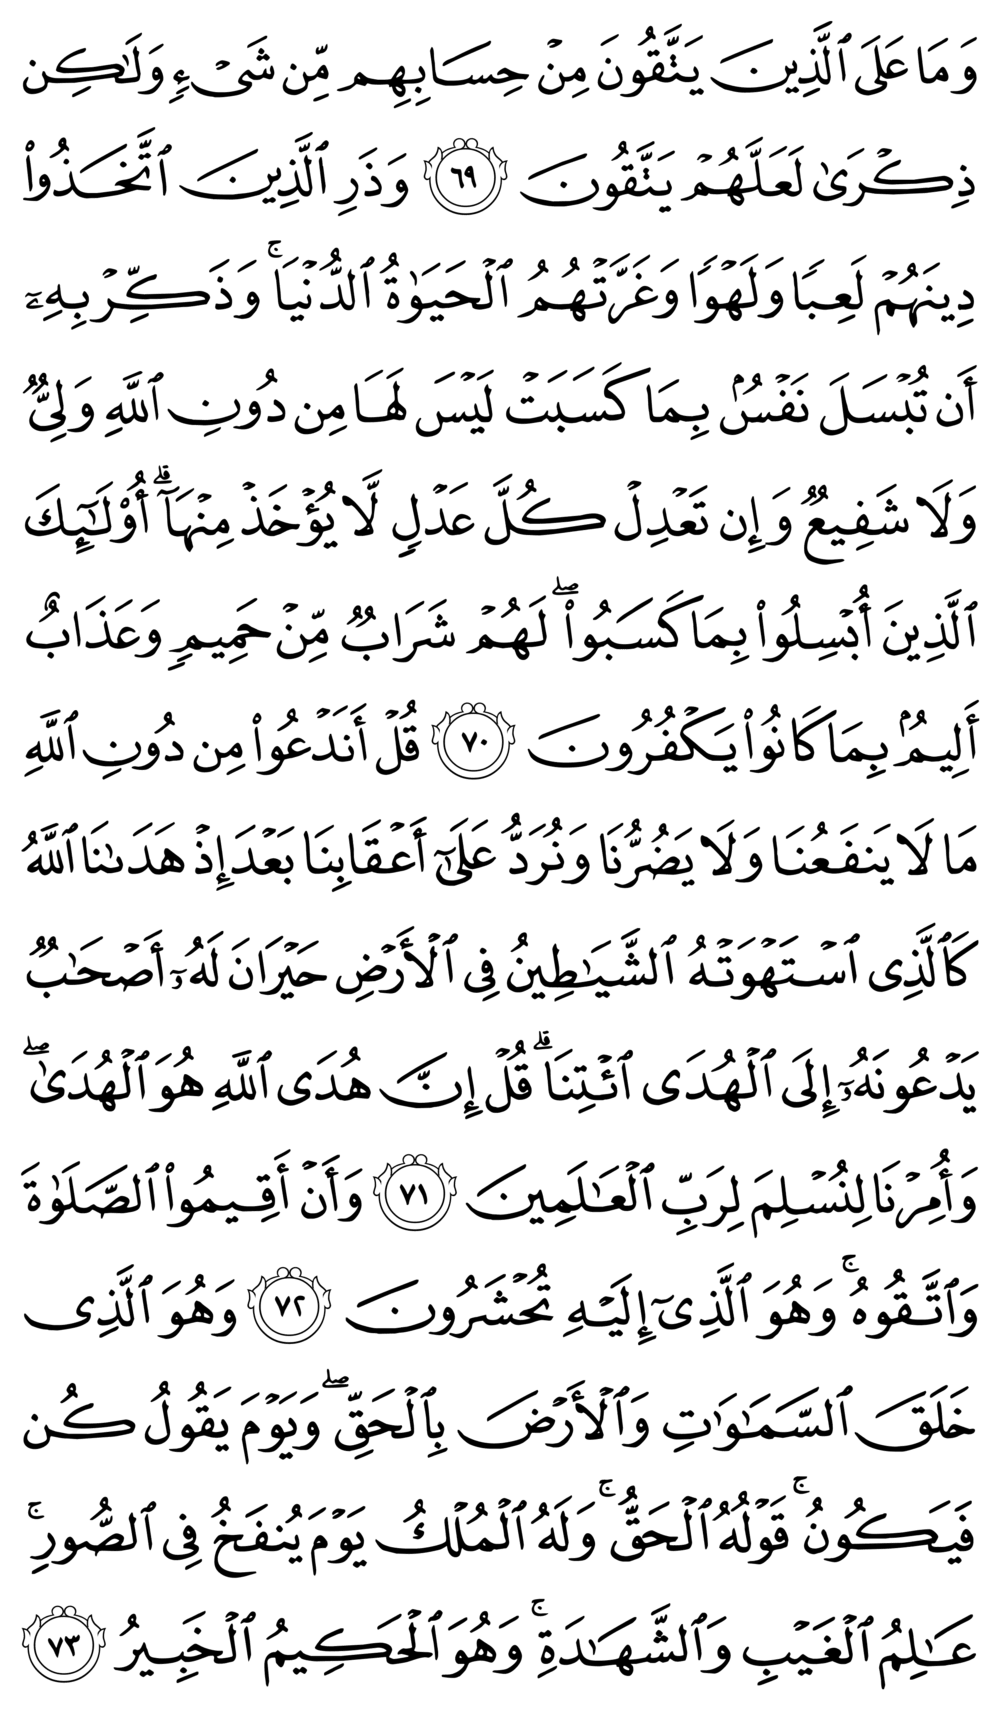 وَمَا عَلَى ٱلَّذِينَ يَتَّقُونَ مِنْ حِسَابِهِم مِّن شَىْءٍ وَلَـٰكِن
ذِكْرَىٰ لَعَلَّهُمْ يَتَّقُونَ ٦٩ وَذَرِ ٱلَّذِينَ ٱتَّخَذُوا۟
دِينَهُمْ لَعِبًا وَلَهْوًا وَغَرَّتْهُمُ ٱلْحَيَوٰةُ ٱلدُّنْيَا ۚ وَذَكِّرْ بِهِۦٓ
أَن تُبْسَلَ نَفْسٌۢ بِمَا كَسَبَتْ لَيْسَ لَهَا مِن دُونِ ٱللَّهِ وَلِىٌّ
وَلَا شَفِيعٌ وَإِن تَعْدِلْ كُلَّ عَدْلٍ لَّا يُؤْخَذْ مِنْهَآ ۗ أُو۟لَـٰٓئِكَ
ٱلَّذِينَ أُبْسِلُوا۟ بِمَا كَسَبُوا۟ ۖ لَهُمْ شَرَابٌ مِّنْ حَمِيمٍ وَعَذَابٌ
أَلِيمٌۢ بِمَا كَانُوا۟ يَكْفُرُونَ ٧٠ قُلْ أَنَدْعُوا۟ مِن دُونِ ٱللَّهِ
مَا لَا يَنفَعُنَا وَلَا يَضُرُّنَا وَنُرَدُّ عَلَىٰٓ أَعْقَابِنَا بَعْدَ إِذْ هَدَىٰنَا ٱللَّهُ
كَٱلَّذِى ٱسْتَهْوَتْهُ ٱلشَّيَـٰطِينُ فِى ٱلْأَرْضِ حَيْرَانَ لَهُۥٓ أَصْحَـٰبٌ
يَدْعُونَهُۥٓ إِلَى ٱلْهُدَى ٱئْتِنَا ۗ قُلْ إِنَّ هُدَى ٱللَّهِ هُوَ ٱلْهُدَىٰ ۖ
وَأُمِرْنَا لِنُسْلِمَ لِرَبِّ ٱلْعَـٰلَمِينَ ٧١ وَأَنْ أَقِيمُوا۟ ٱلصَّلَوٰةَ
وَٱتَّقُوهُ ۚ وَهُوَ ٱلَّذِىٓ إِلَيْهِ تُحْشَرُونَ ٧٢ وَهُوَ ٱلَّذِى
خَلَقَ ٱلسَّمَـٰوَٰتِ وَٱلْأَرْضَ بِٱلْحَقِّ ۖ وَيَوْمَ يَقُولُ كُن
فَيَكُونُ ۚ قَوْلُهُ ٱلْحَقُّ ۚ وَلَهُ ٱلْمُلْكُ يَوْمَ يُنفَخُ فِى ٱلصُّورِ ۚ
عَـٰلِمُ ٱلْغَيْبِ وَٱلشَّهَـٰدَةِ ۚ وَهُوَ ٱلْحَكِيمُ ٱلْخَبِيرُ ٧٣